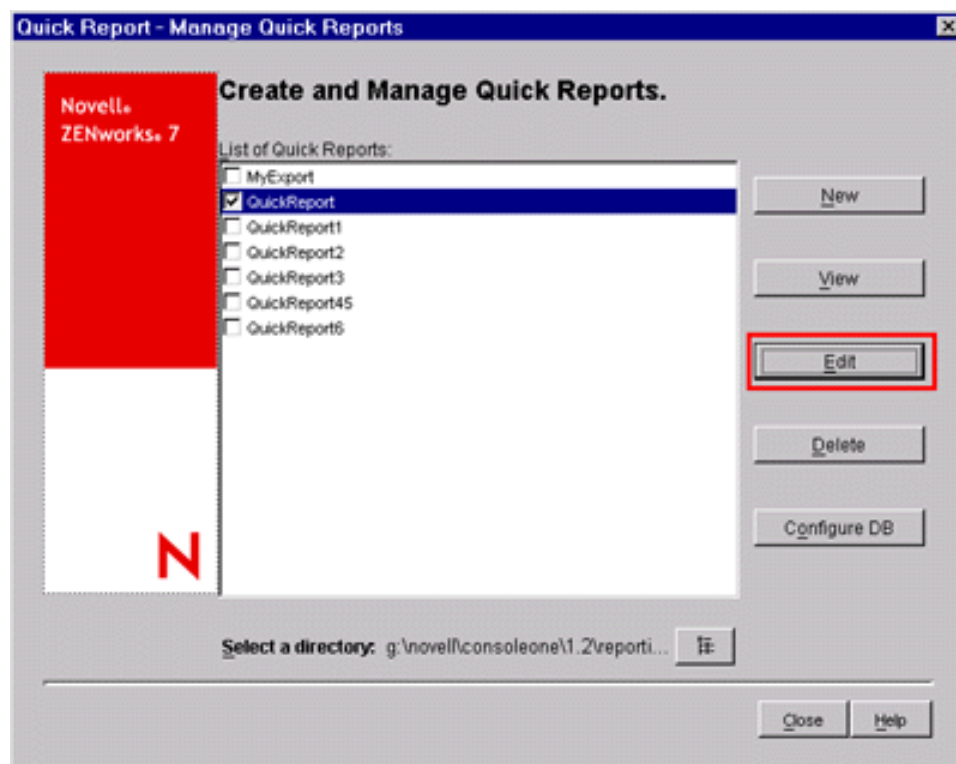 Quick Report - Manage Quick Reports
Novell®
ZENworks® 7
Create and Manage Quick Reports.
List of Quick Reports:
MyExport
QuickReport
QuickReport1
QuickReport2
QuickReport3
QuickReport45
QuickReport6
New
View
Edit
Delete
Configure DB
N
Select a directory: g:\novell\consoleone\1.2\reporti...
Close
Help